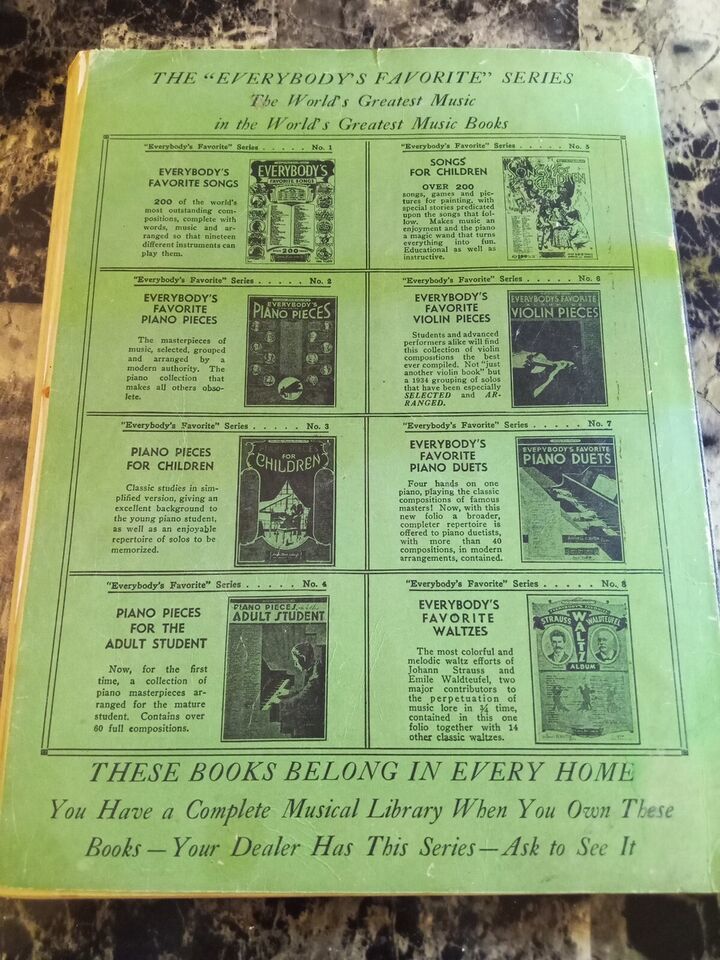 THE "EVERYBODY'S FAVORITE" SERIES
The World's Greatest Music
in the World's Greatest Music Books
"Everybody's Favorite" Series . . . . . No. 1
EVERYBODY'S
FAVORITE SONGS
200 of the world's
most outstanding com-
positions, complete with
words, music and ar-
ranged so that nineteen
different instruments can
play them.
EVERYBODY'S
FAVORITE SONGS
200
"Everybody's Favorite" Series . . . . . No. 2
EVERYBODY'S
FAVORITE
PIANO PIECES
The masterpieces of
music, selected, grouped
and arranged by a
modern authority. The
piano collection that
makes all others obso-
lete.
EVERYBODY'S
PIANO PIECES
"Everybody's Favorite" Series . . . . . No. 3
PIANO PIECES
FOR CHILDREN
Classic studies in sim-
plified version, giving an
excellent background to
the young piano student,
as well as an enjoyable
repertoire of solos to be
memorized.
FOR
CHILDREN
"Everybody's Favorite" Series . . . . . No. 4
PIANO PIECES
FOR THE
ADULT STUDENT
Now, for the first
time, a collection of
piano masterpieces ar-
ranged for the mature
student. Contains over
60 full compositions.
PIANO PIECES
ADULT STUDENT
"Everybody's Favorite" Series . . . . . No. 5
SONGS
FOR CHILDREN
OVER 200
songs, games and pic-
tures for painting, with
special stories predicated
upon the songs that fol-
low. Makes music an
enjoyment and the piano
a magic wand that turns
everything into fun.
Educational as well as
instructive.
"Everybody's Favorite" Series . . . . . No. 6
EVERYBODY'S
FAVORITE
VIOLIN PIECES
Students and advanced
performers alike will find
this collection of violin
compositions the best
ever compiled. Not "just
another violin book" but
a 1934 grouping of solos
that have been especially
SELECTED and AR-
RANGED.
EVERYBODY'S FAVORITE
VIOLIN PIECES
"Everybody's Favorite" Series . . . . . No. 7
EVERYBODY'S
FAVORITE
PIANO DUETS
Four hands on one
piano, playing the classic
compositions of famous
masters! Now, with this
new folio a broader,
completer repertoire is
offered to piano duetists,
with more than 40
compositions, in modern
arrangements, contained.
EVERYBODY'S FAVORITE
PIANO DUETS
"Everybody's Favorite" Series . . . . . No. 8
EVERYBODY'S
FAVORITE
WALTZES
The most colorful and
melodic waltz efforts of
Johann Strauss and
Emile Waldteufel, two
major contributors to
the perpetuation of
music lore in ¾ time,
contained in this one
folio together with 14
other classic waltzes.
EVERYBODY'S FAVORITE
STRAUSS WALTZ WALDTEUFEL
ALBUM
THESE BOOKS BELONG IN EVERY HOME
You Have a Complete Musical Library When You Own These
Books — Your Dealer Has This Series — Ask to See It